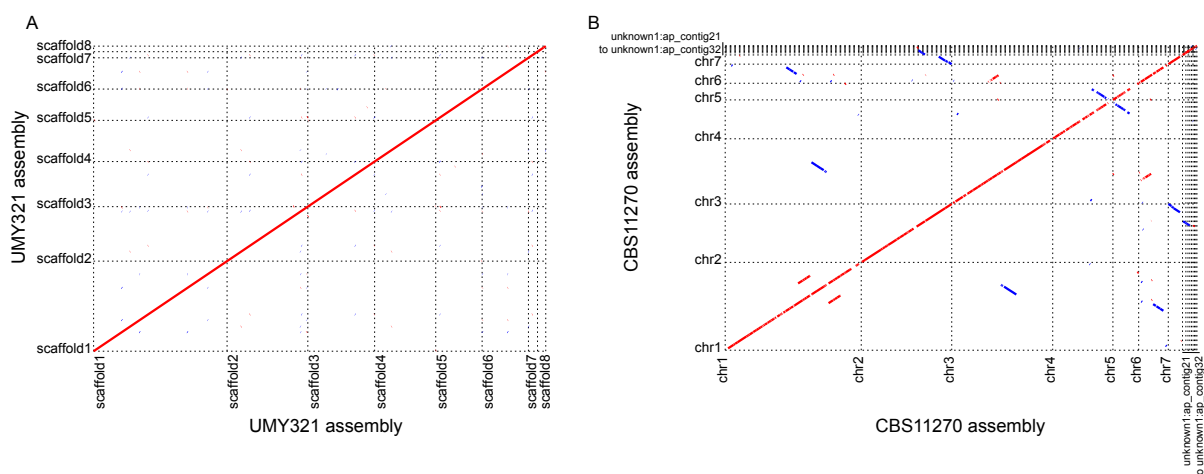 A
scaffold8
scaffold7
scaffold6
scaffold5
scaffold4
scaffold3
scaffold2
scaffold1
UMY321 assembly
scaffold1
scaffold2
scaffold3
scaffold4
scaffold5
scaffold6
scaffold7
scaffold8
UMY321 assembly
B
unknown1:ap_contig21
to unknown1:ap_contig32
chr7
chr6
chr5
chr4
chr3
chr2
chr1
CBS11270 assembly
chr1
chr2
chr3
chr4
chr5
chr6
chr7
unknown1:ap_contig21
unknown1:ap_contig32
CBS11270 assembly